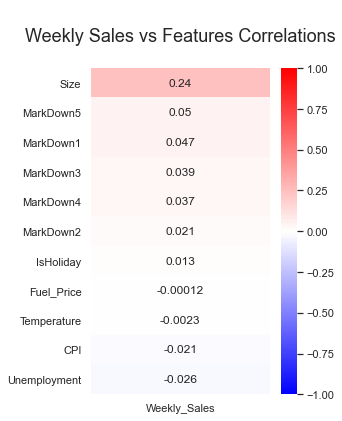 Weekly Sales vs Features Correlations
Size 0.24
MarkDown5 0.05
MarkDown1 0.047
MarkDown3 0.039
MarkDown4 0.037
MarkDown2 0.021
IsHoliday 0.013
Fuel_Price -0.00012
Temperature -0.0023
CPI -0.021
Unemployment -0.026
Weekly_Sales
1.00
0.75
0.50
0.25
0.00
−0.25
−0.50
−0.75
−1.00